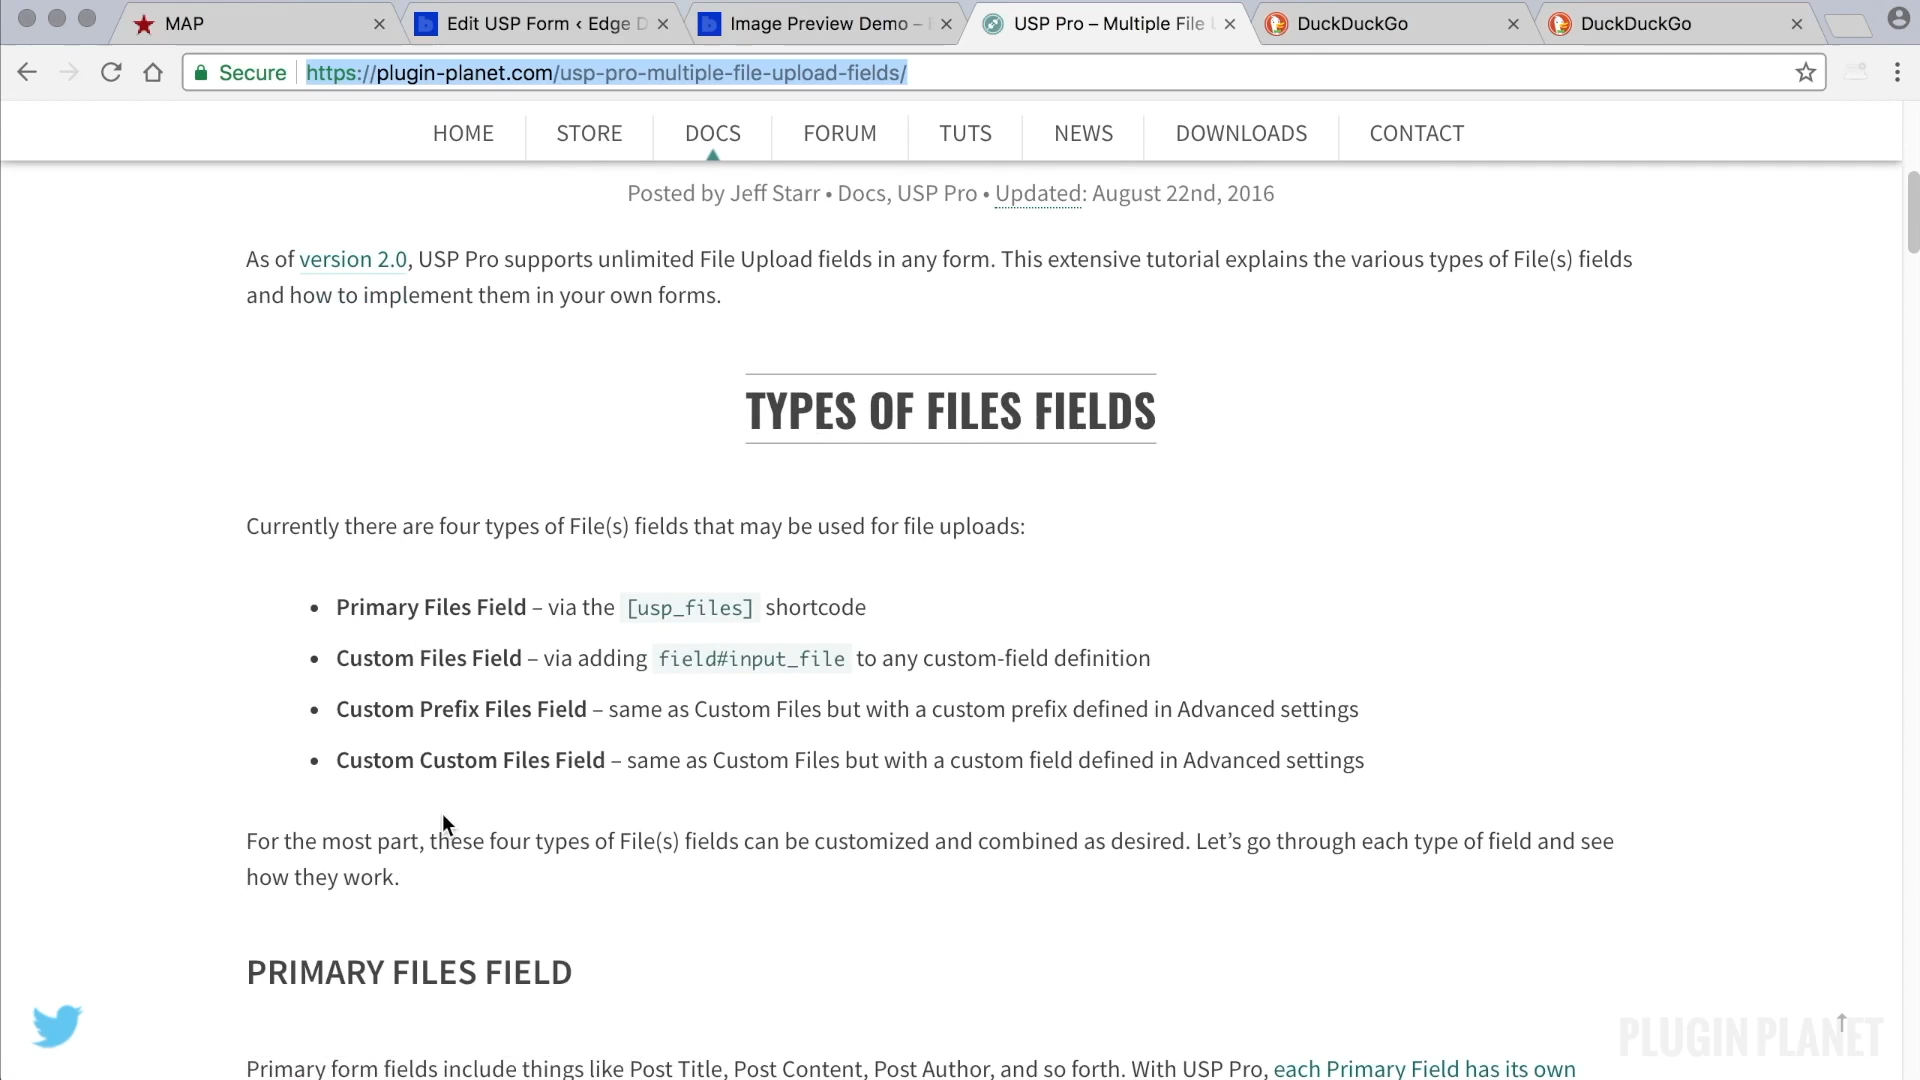 MAP
Edit USP Form ‹ Edge D
Image Preview Demo –
USP Pro – Multiple File
DuckDuckGo
DuckDuckGo
Secure
https://plugin-planet.com/usp-pro-multiple-file-upload-fields/
HOME
STORE
DOCS
FORUM
TUTS
NEWS
DOWNLOADS
CONTACT
Posted by Jeff Starr • Docs, USP Pro • Updated: August 22nd, 2016
As of version 2.0, USP Pro supports unlimited File Upload fields in any form. This extensive tutorial explains the various types of File(s) fields
and how to implement them in your own forms.
TYPES OF FILES FIELDS
Currently there are four types of File(s) fields that may be used for file uploads:
• Primary Files Field – via the [usp_files] shortcode
• Custom Files Field – via adding field#input_file to any custom-field definition
• Custom Prefix Files Field – same as Custom Files but with a custom prefix defined in Advanced settings
• Custom Custom Files Field – same as Custom Files but with a custom field defined in Advanced settings
For the most part, these four types of File(s) fields can be customized and combined as desired. Let’s go through each type of field and see
how they work.
PRIMARY FILES FIELD
PLUGIN PLANET
Primary form fields include things like Post Title, Post Content, Post Author, and so forth. With USP Pro, each Primary Field has its own